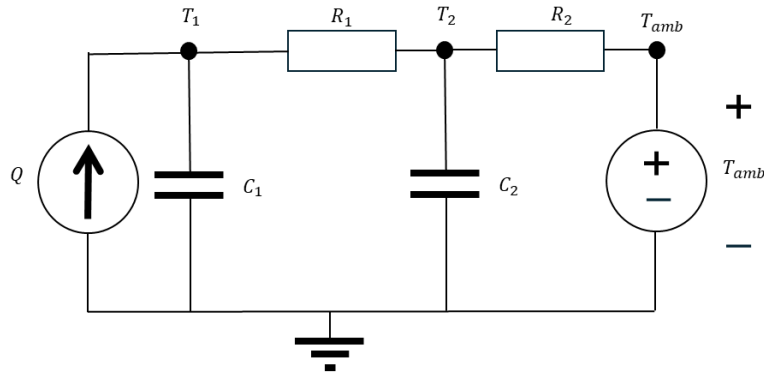 T₁ R₁ T₂ R₂ Tₐₘb
+
Q C₁ C₂ + Tₐₘb
−
−